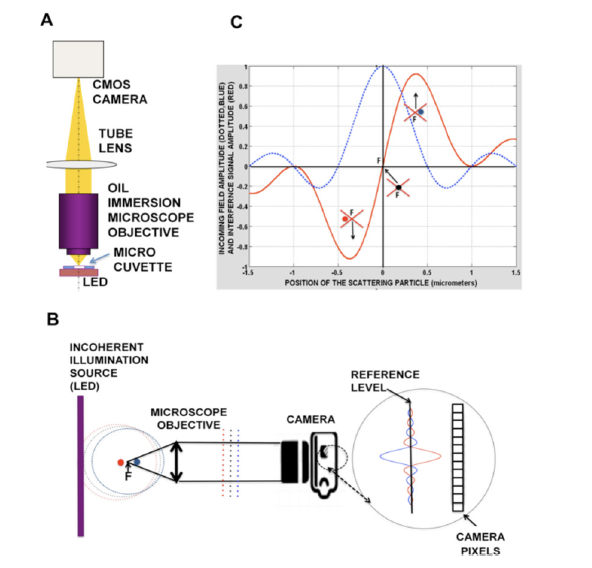 A
CMOS
CAMERA
TUBE
LENS
OIL
IMMERSION
MICROSCOPE
OBJECTIVE
MICRO
CUVETTE
LED
C
INCOMING FIELD AMPLITUDE (DOTTED,BLUE)
AND INTERFERNCE SIGNAL AMPLITUDE (RED)
1
0.8
0.6
0.4
0.2
0
-0.2
-0.4
-0.6
-0.8
-1
-1.5
-1
-0.5
0
0.5
1
1.5
F
F
F
F
POSITION OF THE SCATTERING PARTICLE (micrometers)
B
INCOHERENT
ILLUMINATION
SOURCE
(LED)
MICROSCOPE
OBJECTIVE
F
CAMERA
REFERENCE
LEVEL
CAMERA
PIXELS